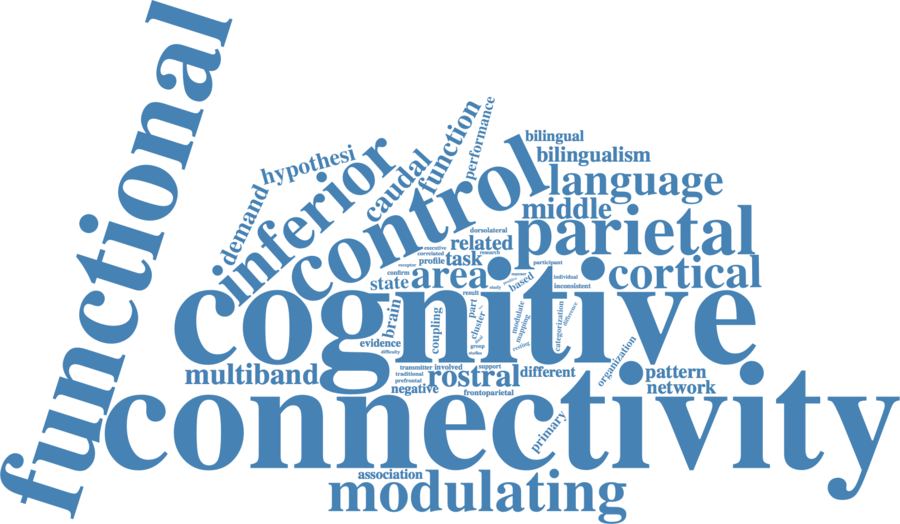 functional
performance
function
bilingual
hypothesi
caudal
bilingualism
inferior
control
language
demand
middle
dorsolateral
parietal
related
executive
correlated
research
profile
task
receptor
participant
confirm
area
cortical
state
based
individual
inconsistent
result
study
cognitive
brain
coupling
part
cluster
modulate
mapping
categorization
difference
evidence
group
resting
difficulty
studies
organization
multiband
transmitter
involved
support
traditional
rostral
different
pattern
prefrontal
negative
frontoparietal
network
connectivity
primary
association
modulating